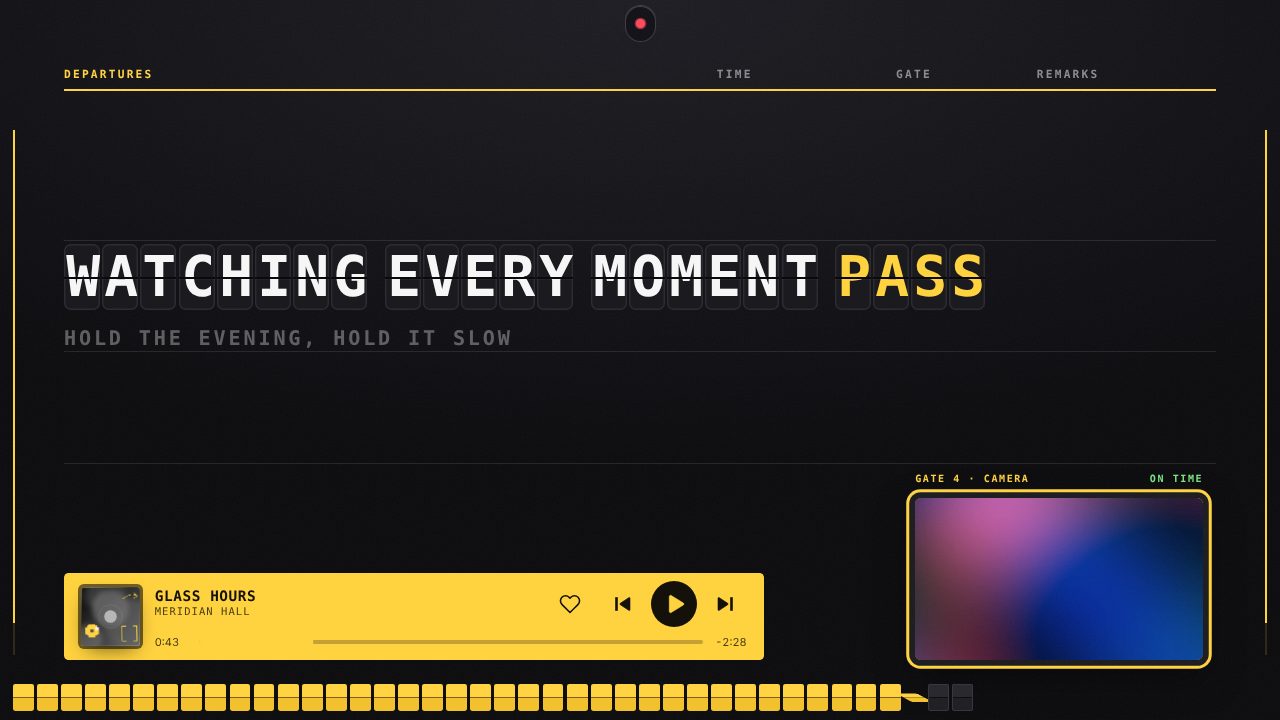 DEPARTURES TIME GATE REMARKS
WATCHING EVERY MOMENT PASS
HOLD THE EVENING, HOLD IT SLOW
GATE 4 · CAMERA ON TIME
GLASS HOURS
MERIDIAN HALL
0:43 -2:28